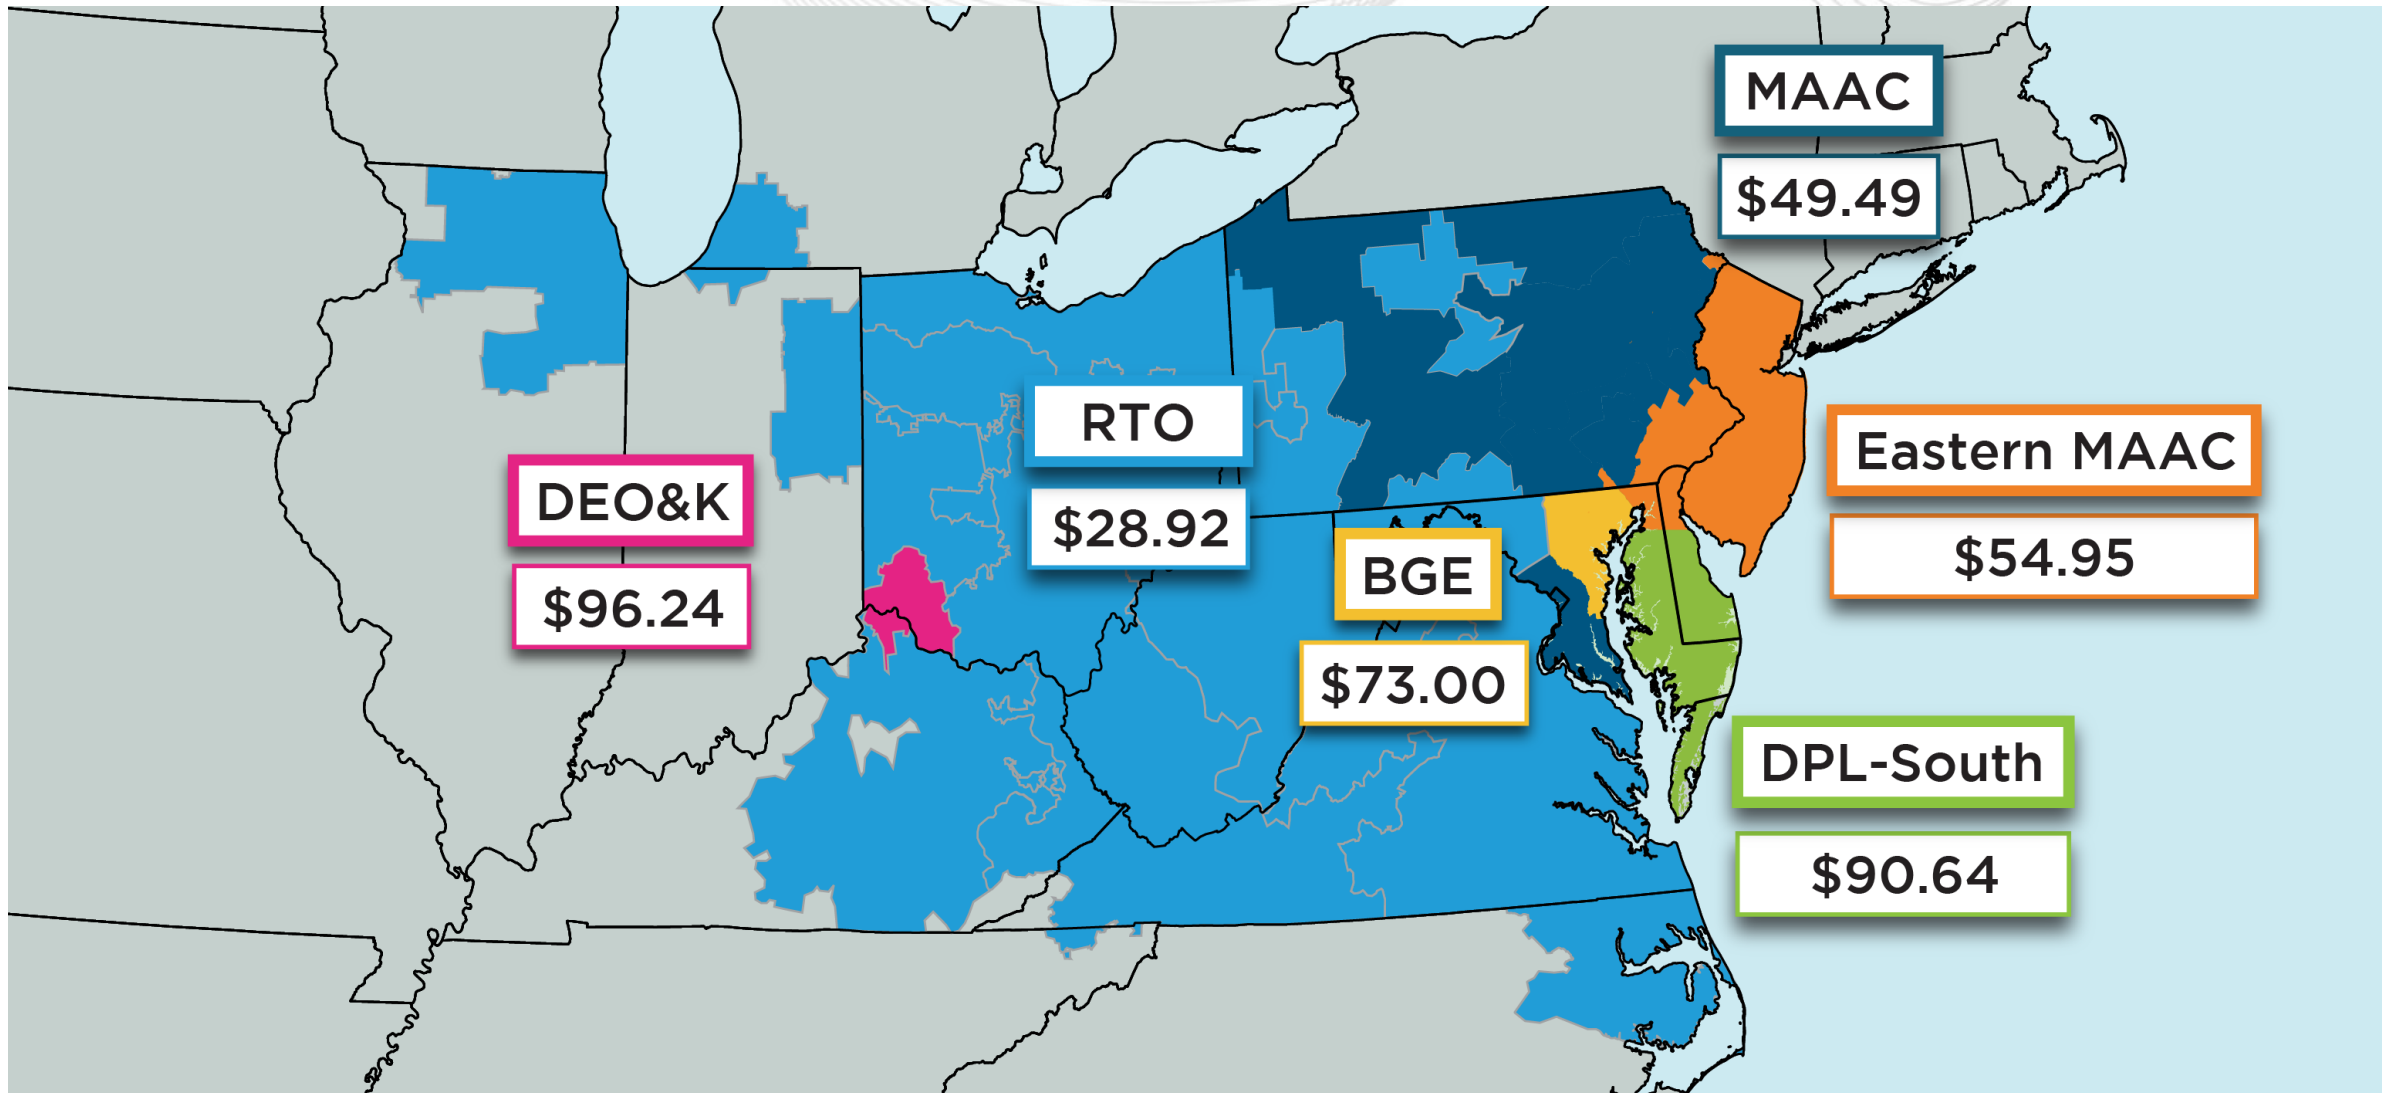 MAAC
$49.49
RTO
$28.92
Eastern MAAC
$54.95
DEO&K
$96.24
BGE
$73.00
DPL-South
$90.64